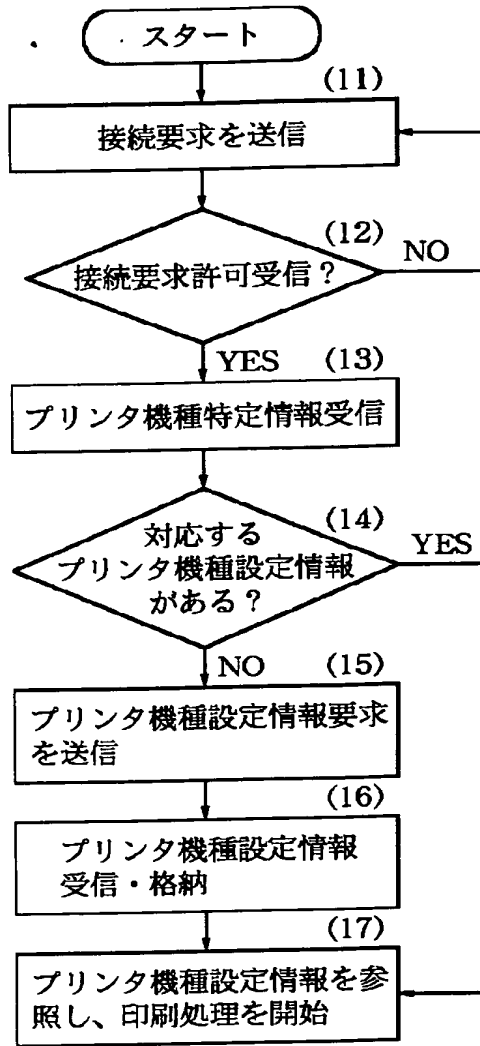 スタート
(11)
接続要求を送信
(12)
接続要求許可受信？
NO
YES
(13)
プリンタ機種特定情報受信
(14)
対応する
プリンタ機種設定情報
がある？
YES
NO
(15)
プリンタ機種設定情報要求
を送信
(16)
プリンタ機種設定情報
受信・格納
(17)
プリンタ機種設定情報を参
照し、印刷処理を開始